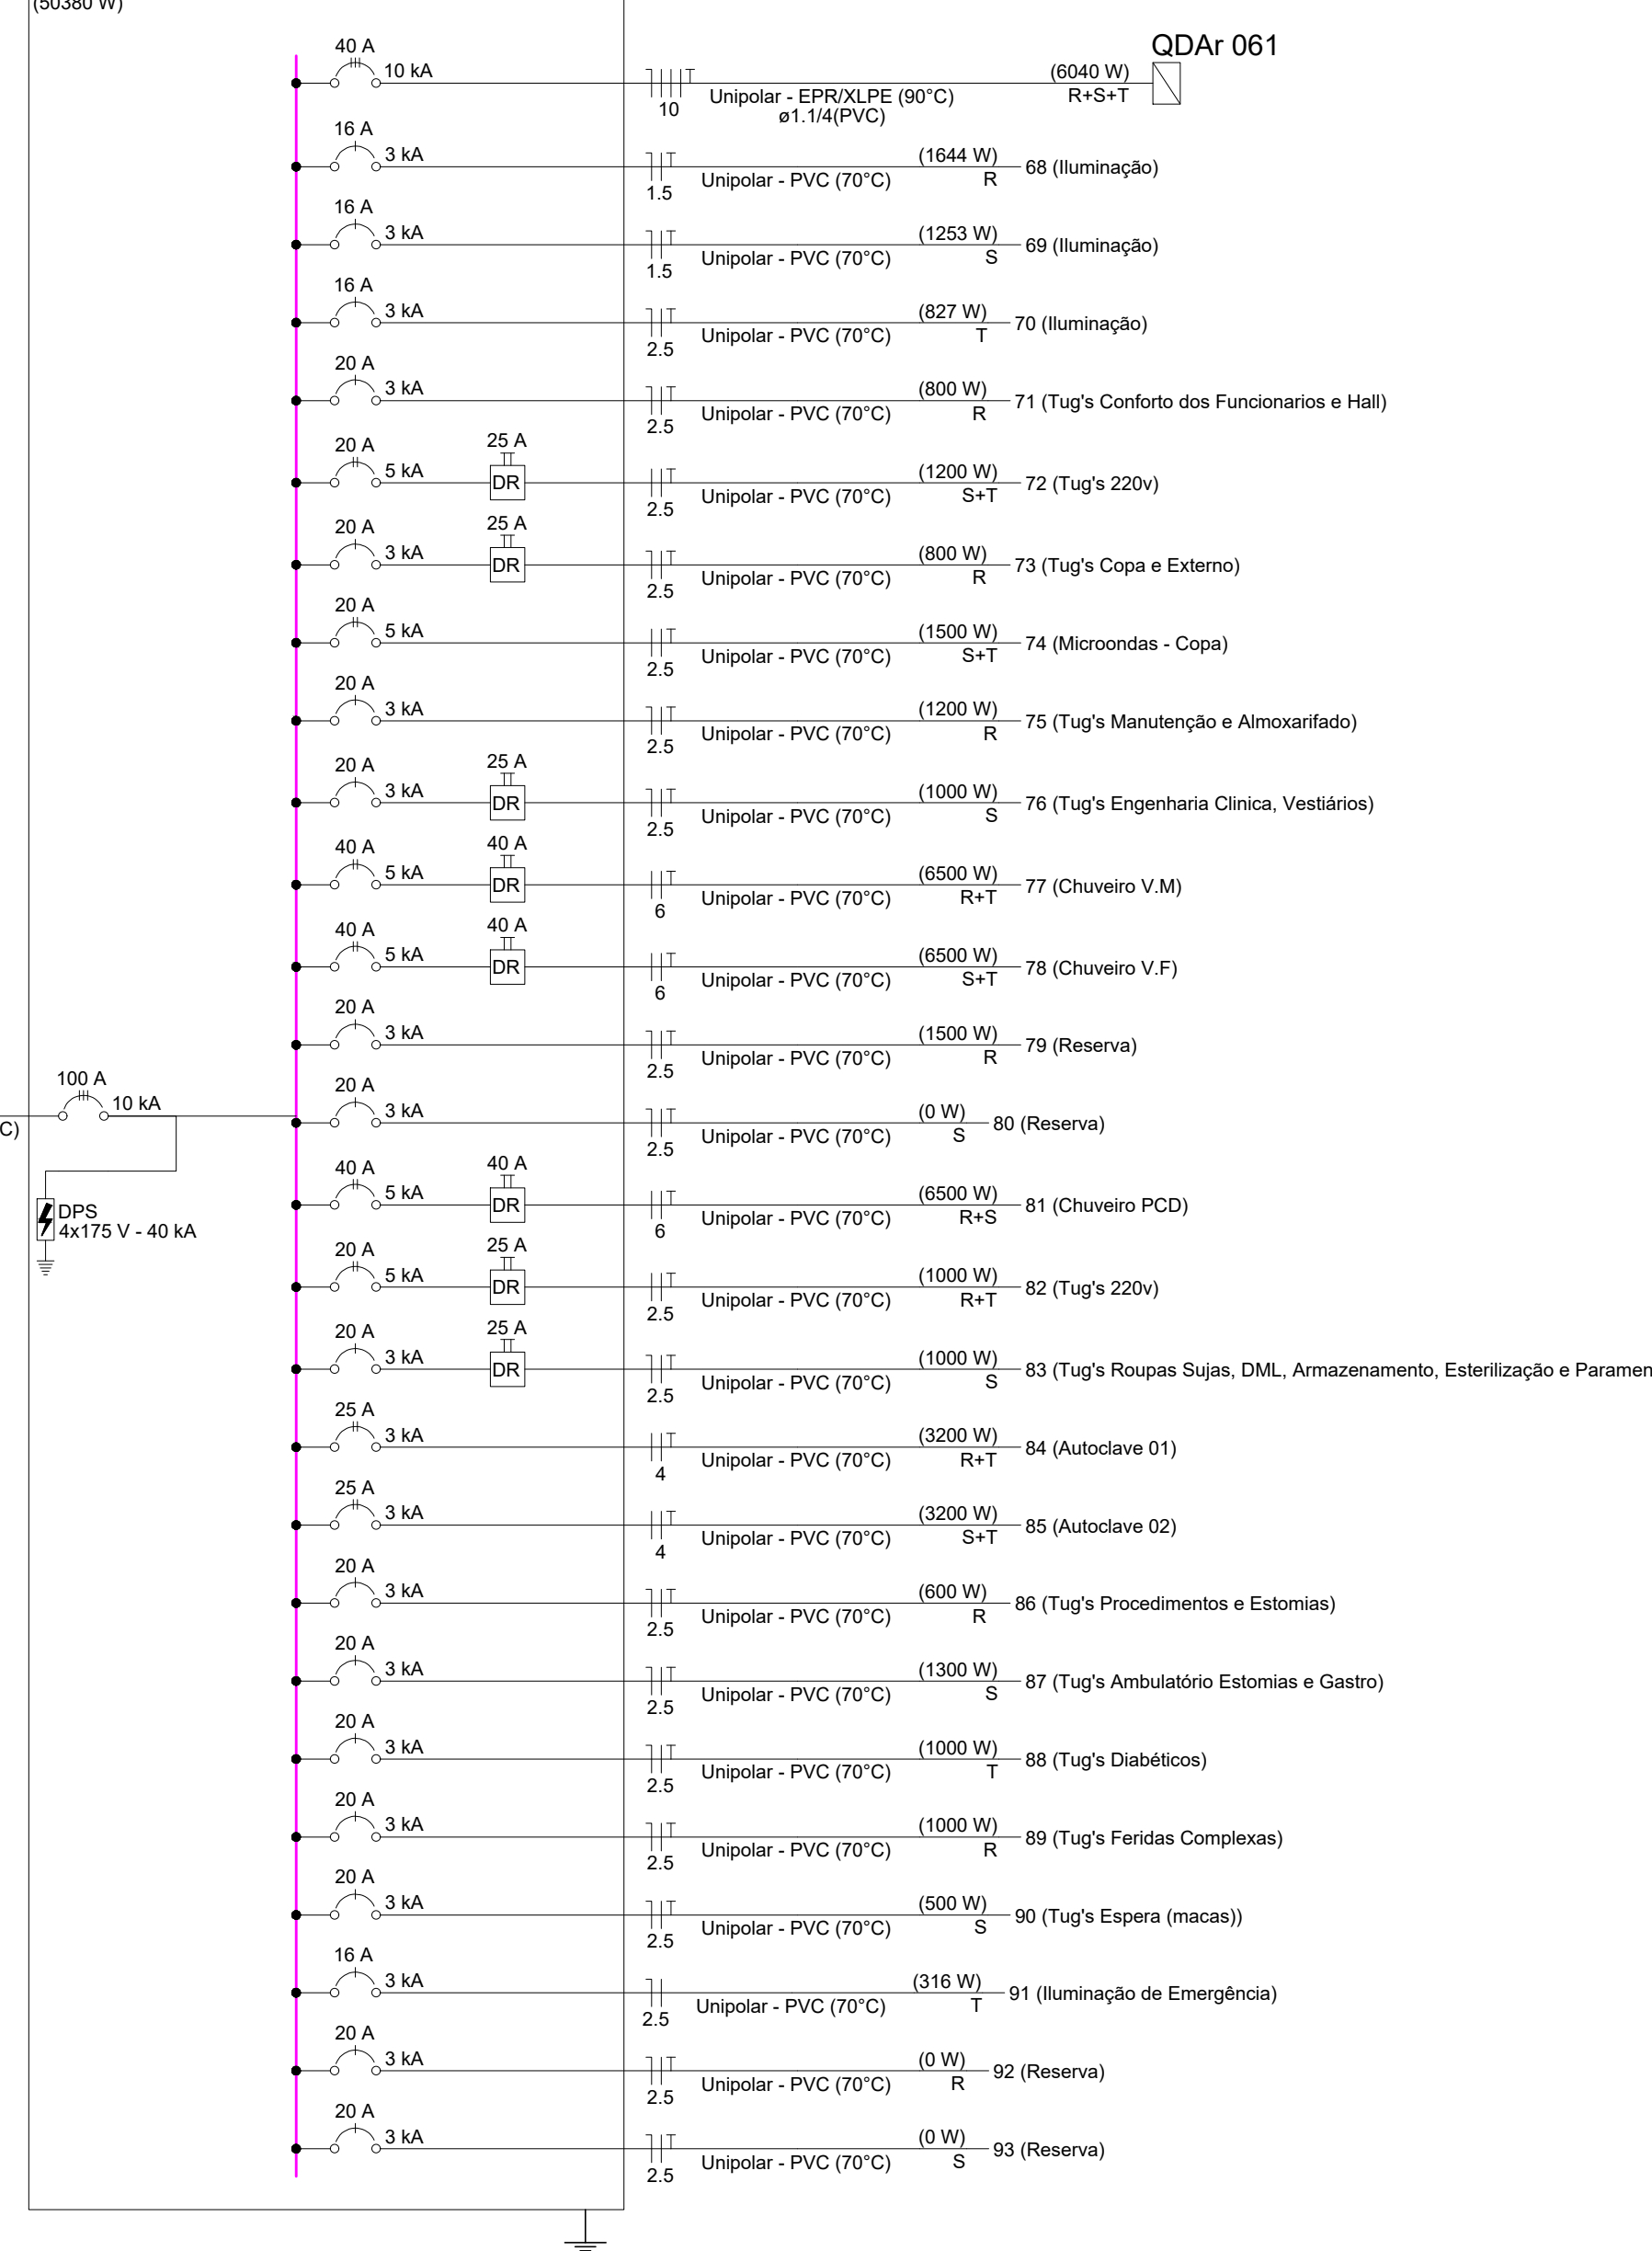 (50380 W)
QDAr 061
40 A
10 kA
10
Unipolar - EPR/XLPE (90°C)
ø1.1/4(PVC)
(6040 W)
R+S+T
16 A
3 kA
1.5
Unipolar - PVC (70°C)
(1644 W)
R
68 (Iluminação)
16 A
3 kA
1.5
Unipolar - PVC (70°C)
(1253 W)
S
69 (Iluminação)
16 A
3 kA
2.5
Unipolar - PVC (70°C)
(827 W)
T
70 (Iluminação)
20 A
3 kA
2.5
Unipolar - PVC (70°C)
(800 W)
R
71 (Tug's Conforto dos Funcionarios e Hall)
20 A
5 kA
25 A
DR
2.5
Unipolar - PVC (70°C)
(1200 W)
S+T
72 (Tug's 220v)
20 A
3 kA
25 A
DR
2.5
Unipolar - PVC (70°C)
(800 W)
R
73 (Tug's Copa e Externo)
20 A
5 kA
2.5
Unipolar - PVC (70°C)
(1500 W)
S+T
74 (Microondas - Copa)
20 A
3 kA
2.5
Unipolar - PVC (70°C)
(1200 W)
R
75 (Tug's Manutenção e Almoxarifado)
20 A
3 kA
25 A
DR
2.5
Unipolar - PVC (70°C)
(1000 W)
S
76 (Tug's Engenharia Clinica, Vestiários)
40 A
5 kA
40 A
DR
6
Unipolar - PVC (70°C)
(6500 W)
R+T
77 (Chuveiro V.M)
40 A
5 kA
40 A
DR
6
Unipolar - PVC (70°C)
(6500 W)
S+T
78 (Chuveiro V.F)
20 A
3 kA
2.5
Unipolar - PVC (70°C)
(1500 W)
R
79 (Reserva)
100 A
10 kA
C)
DPS
4x175 V - 40 kA
20 A
3 kA
2.5
Unipolar - PVC (70°C)
(0 W)
S
80 (Reserva)
40 A
5 kA
40 A
DR
6
Unipolar - PVC (70°C)
(6500 W)
R+S
81 (Chuveiro PCD)
20 A
5 kA
25 A
DR
2.5
Unipolar - PVC (70°C)
(1000 W)
R+T
82 (Tug's 220v)
20 A
3 kA
25 A
DR
2.5
Unipolar - PVC (70°C)
(1000 W)
S
83 (Tug's Roupas Sujas, DML, Armazenamento, Esterilização e Paramen
25 A
3 kA
4
Unipolar - PVC (70°C)
(3200 W)
R+T
84 (Autoclave 01)
25 A
3 kA
4
Unipolar - PVC (70°C)
(3200 W)
S+T
85 (Autoclave 02)
20 A
3 kA
2.5
Unipolar - PVC (70°C)
(600 W)
R
86 (Tug's Procedimentos e Estomias)
20 A
3 kA
2.5
Unipolar - PVC (70°C)
(1300 W)
S
87 (Tug's Ambulatório Estomias e Gastro)
20 A
3 kA
2.5
Unipolar - PVC (70°C)
(1000 W)
T
88 (Tug's Diabéticos)
20 A
3 kA
2.5
Unipolar - PVC (70°C)
(1000 W)
R
89 (Tug's Feridas Complexas)
20 A
3 kA
2.5
Unipolar - PVC (70°C)
(500 W)
S
90 (Tug's Espera (macas))
16 A
3 kA
2.5
Unipolar - PVC (70°C)
(316 W)
T
91 (Iluminação de Emergência)
20 A
3 kA
2.5
Unipolar - PVC (70°C)
(0 W)
R
92 (Reserva)
20 A
3 kA
2.5
Unipolar - PVC (70°C)
(0 W)
S
93 (Reserva)